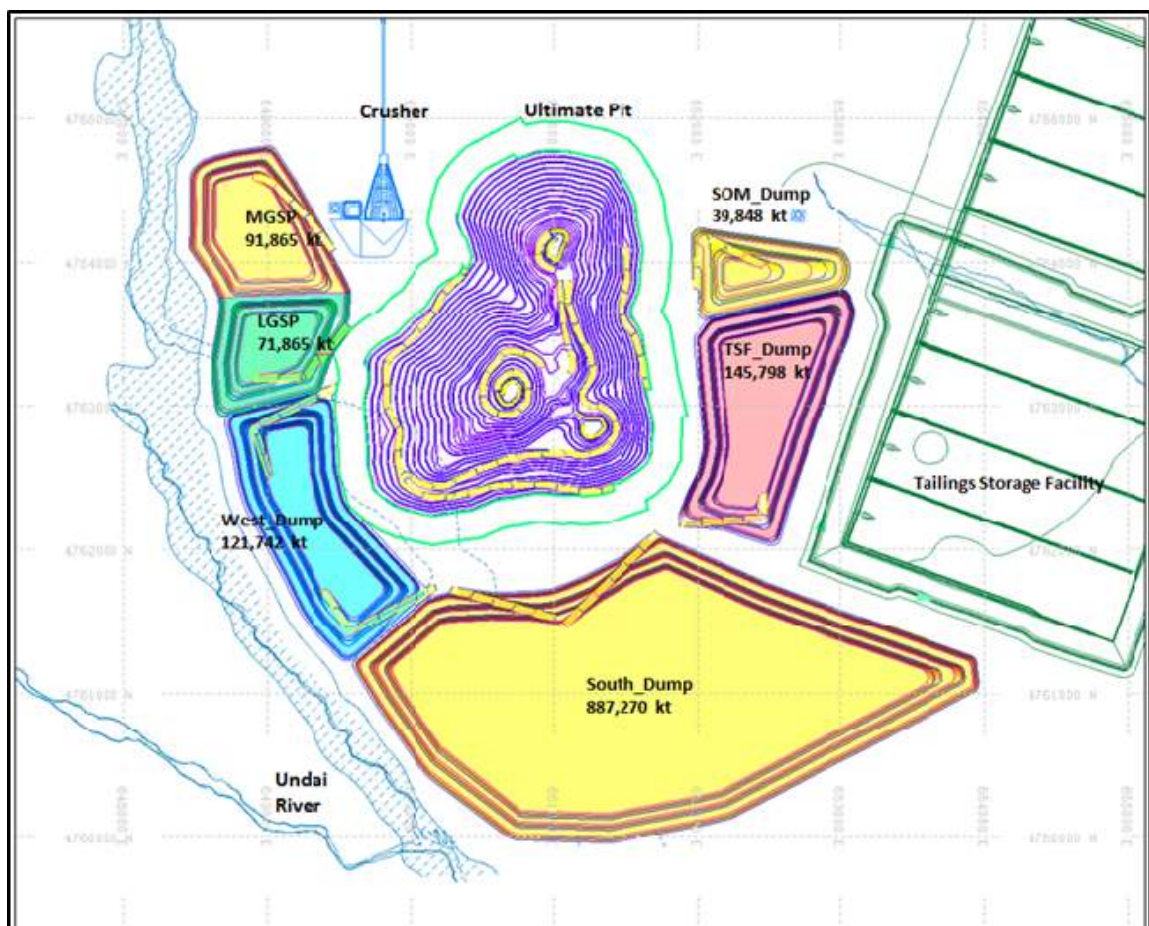 Crusher
Ultimate Pit
SOM_Dump
39,848 kt
MGSP
91,865 kt
LGSP
71,865 kt
TSF_Dump
145,798 kt
Tailings Storage Facility
West_Dump
121,742 kt
South_Dump
887,270 kt
Undai
River